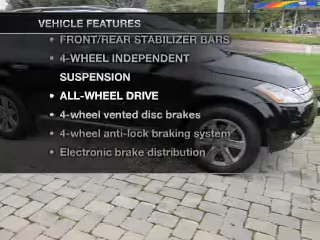 VEHICLE FEATURES
• FRONT/REAR STABILIZER BARS
• 4-WHEEL INDEPENDENT
SUSPENSION
• ALL-WHEEL DRIVE
• 4-wheel vented disc brakes
• 4-wheel anti-lock braking system
• Electronic brake distribution